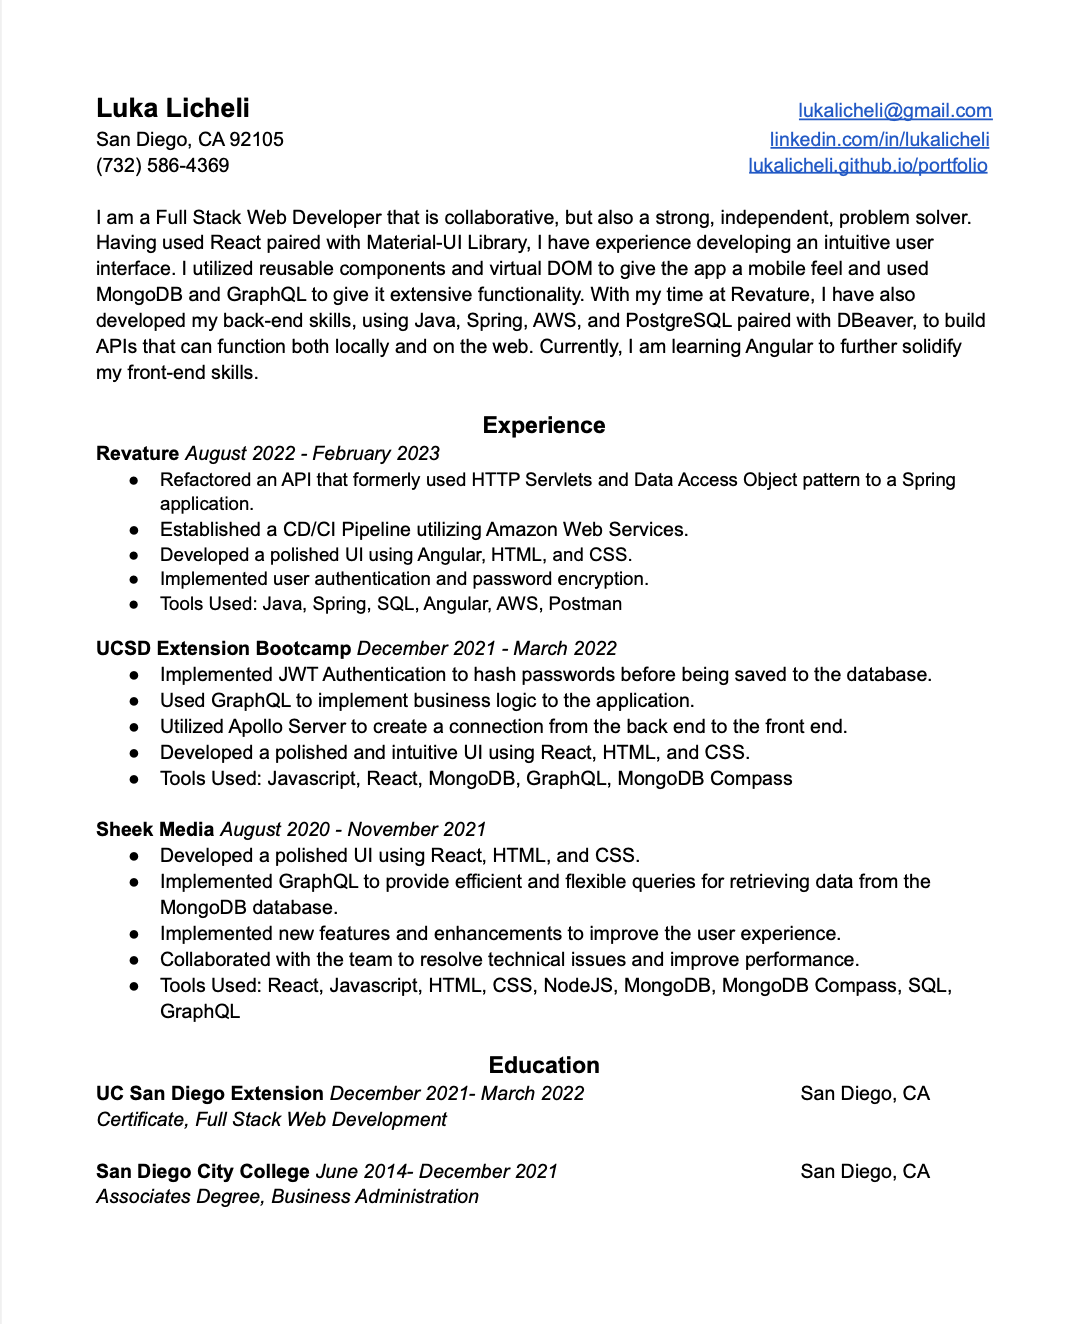 Luka Licheli lukalicheli@gmail.com
San Diego, CA 92105 linkedin.com/in/lukalicheli
(732) 586-4369 lukalicheli.github.io/portfolio
I am a Full Stack Web Developer that is collaborative, but also a strong, independent, problem solver.
Having used React paired with Material-UI Library, I have experience developing an intuitive user
interface. I utilized reusable components and virtual DOM to give the app a mobile feel and used
MongoDB and GraphQL to give it extensive functionality. With my time at Revature, I have also
developed my back-end skills, using Java, Spring, AWS, and PostgreSQL paired with DBeaver, to build
APIs that can function both locally and on the web. Currently, I am learning Angular to further solidify
my front-end skills.
Experience
Revature August 2022 - February 2023
● Refactored an API that formerly used HTTP Servlets and Data Access Object pattern to a Spring
application.
● Established a CD/CI Pipeline utilizing Amazon Web Services.
● Developed a polished UI using Angular, HTML, and CSS.
● Implemented user authentication and password encryption.
● Tools Used: Java, Spring, SQL, Angular, AWS, Postman
UCSD Extension Bootcamp December 2021 - March 2022
● Implemented JWT Authentication to hash passwords before being saved to the database.
● Used GraphQL to implement business logic to the application.
● Utilized Apollo Server to create a connection from the back end to the front end.
● Developed a polished and intuitive UI using React, HTML, and CSS.
● Tools Used: Javascript, React, MongoDB, GraphQL, MongoDB Compass
Sheek Media August 2020 - November 2021
● Developed a polished UI using React, HTML, and CSS.
● Implemented GraphQL to provide efficient and flexible queries for retrieving data from the
MongoDB database.
● Implemented new features and enhancements to improve the user experience.
● Collaborated with the team to resolve technical issues and improve performance.
● Tools Used: React, Javascript, HTML, CSS, NodeJS, MongoDB, MongoDB Compass, SQL,
GraphQL
Education
UC San Diego Extension December 2021- March 2022 San Diego, CA
Certificate, Full Stack Web Development
San Diego City College June 2014- December 2021 San Diego, CA
Associates Degree, Business Administration